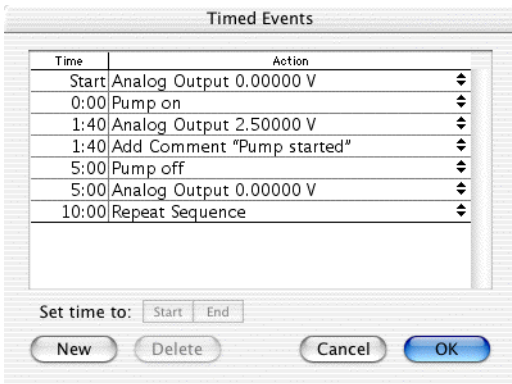 Timed Events
Time Action
Start Analog Output 0.00000 V
0:00 Pump on
1:40 Analog Output 2.50000 V
1:40 Add Comment "Pump started"
5:00 Pump off
5:00 Analog Output 0.00000 V
10:00 Repeat Sequence
Set time to: Start End
New Delete Cancel OK